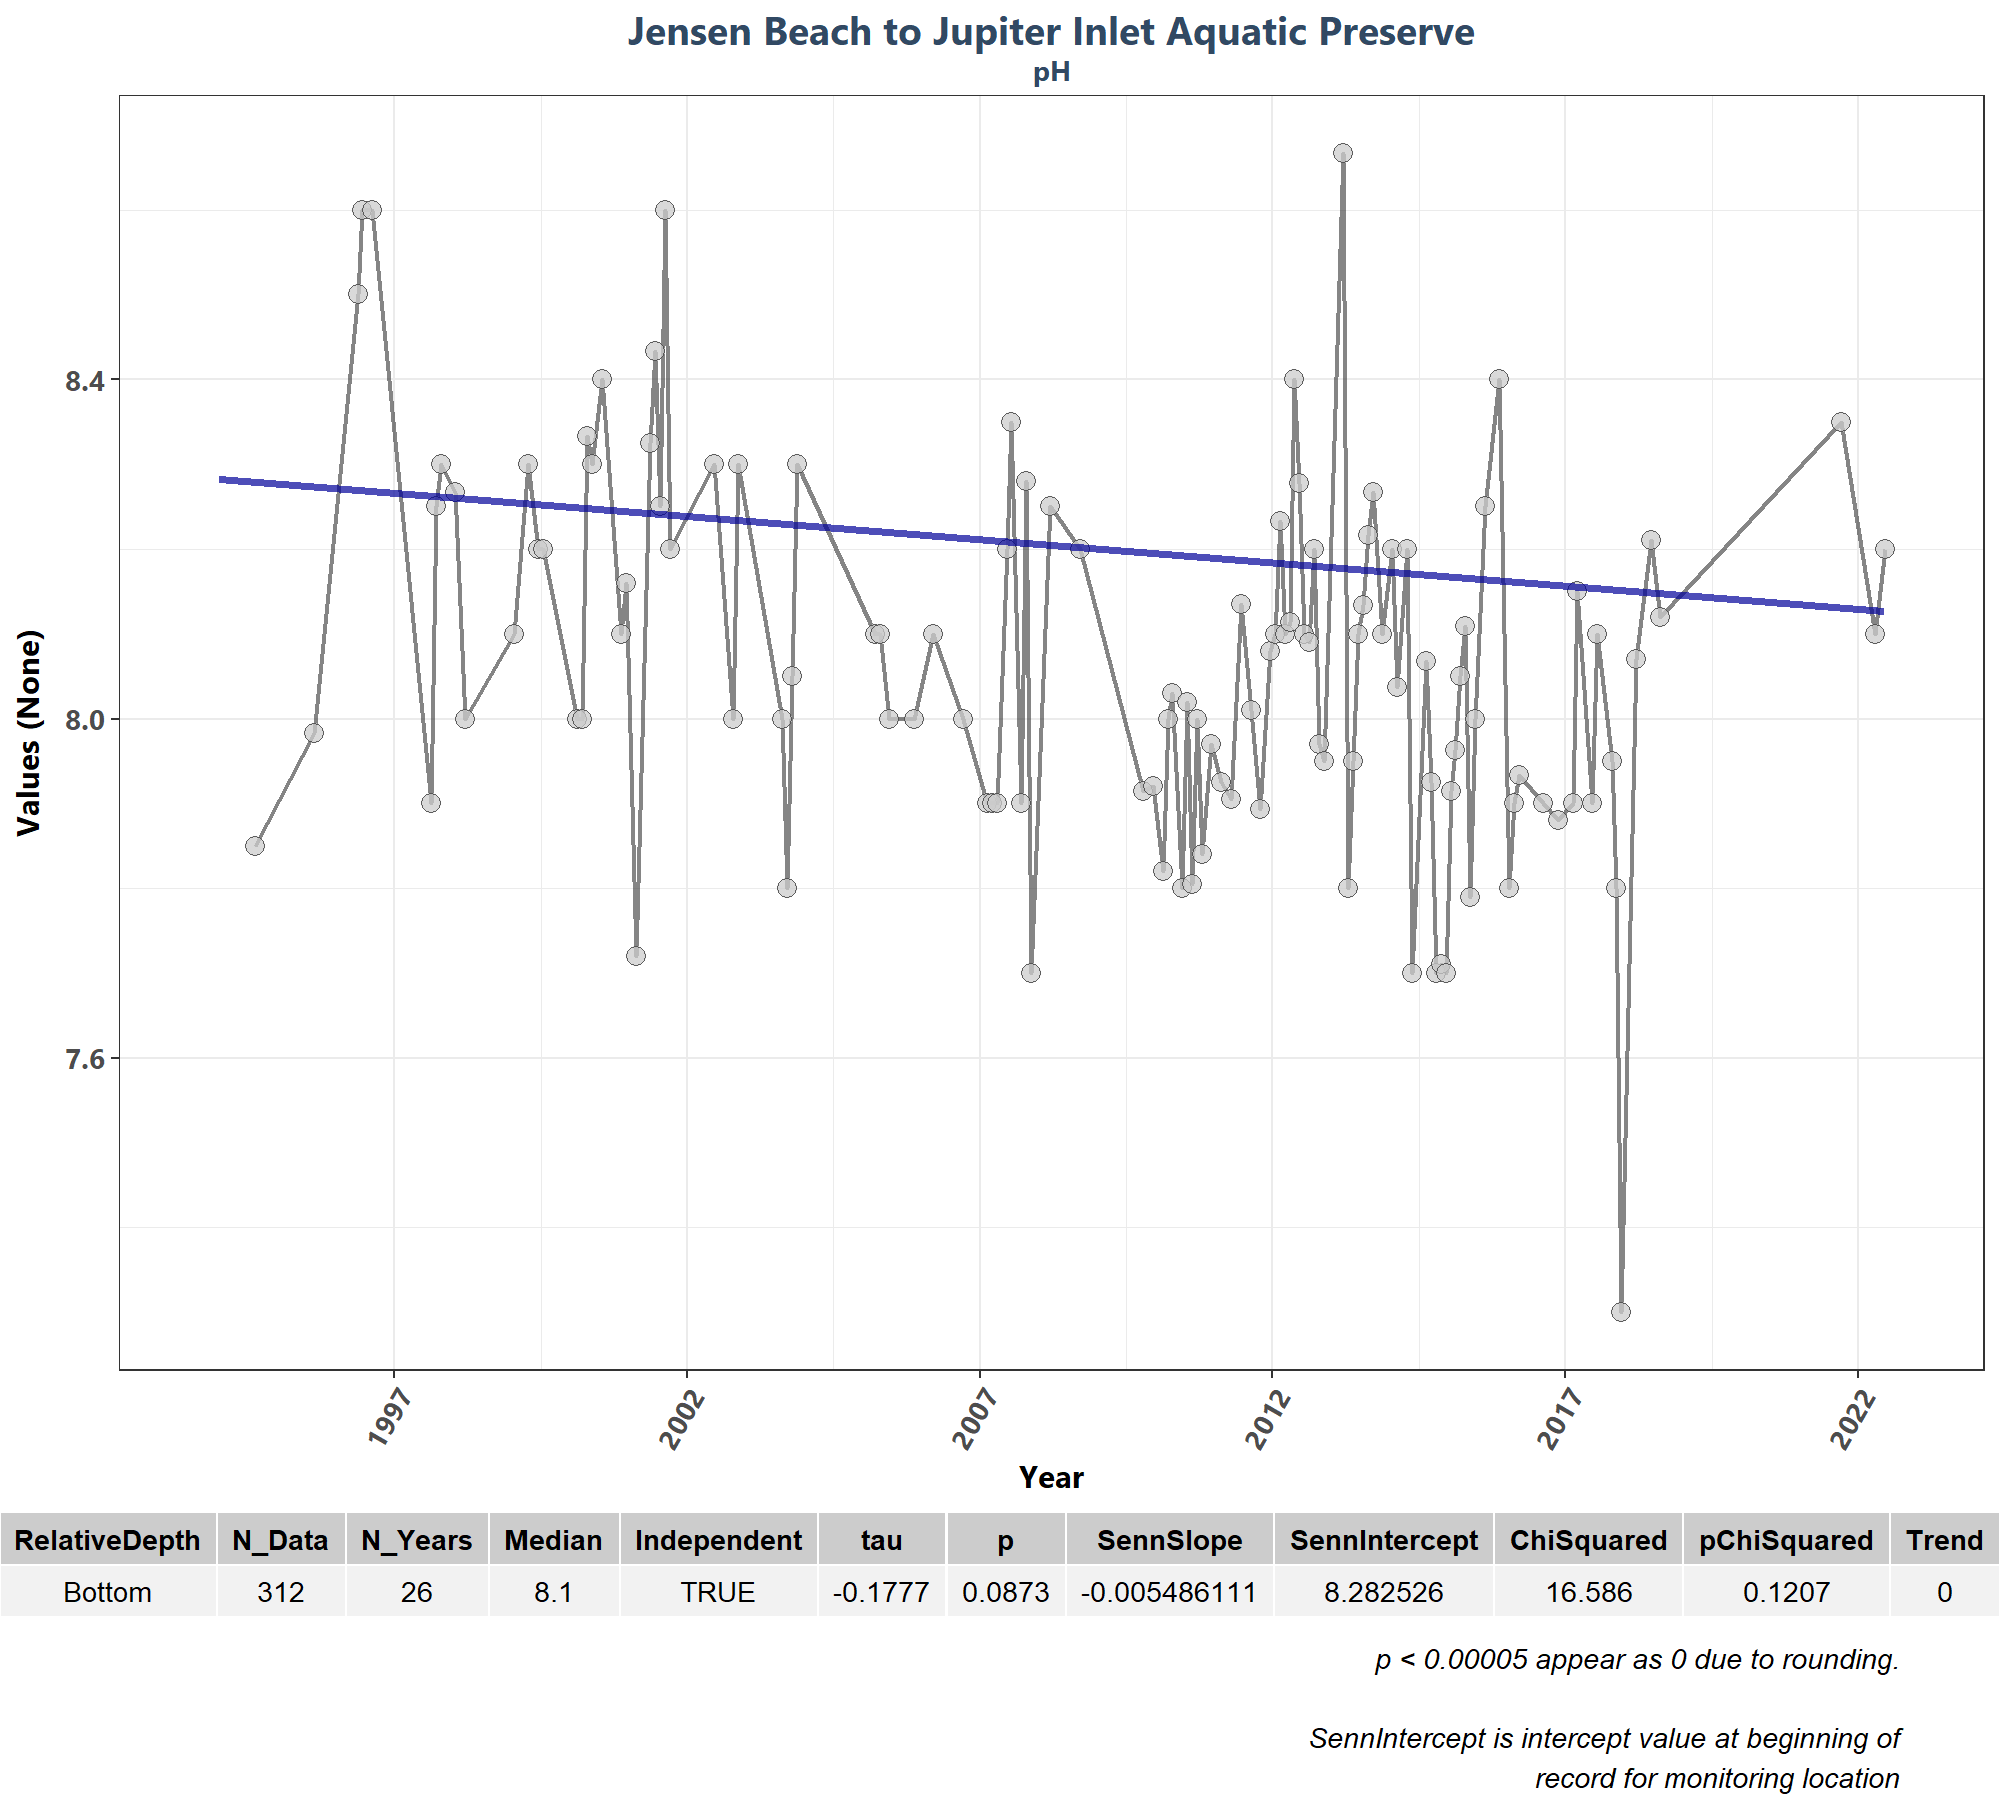 Jensen Beach to Jupiter Inlet Aquatic Preserve
pH
Values (None)
8.4
8.0
7.6
1997 2002 2007 2012 2017 2022
Year
RelativeDepth N_Data N_Years Median Independent tau p SennSlope SennIntercept ChiSquared pChiSquared Trend
Bottom 312 26 8.1 TRUE -0.1777 0.0873 -0.005486111 8.282526 16.586 0.1207 0
p < 0.00005 appear as 0 due to rounding.
SennIntercept is intercept value at beginning of
record for monitoring location